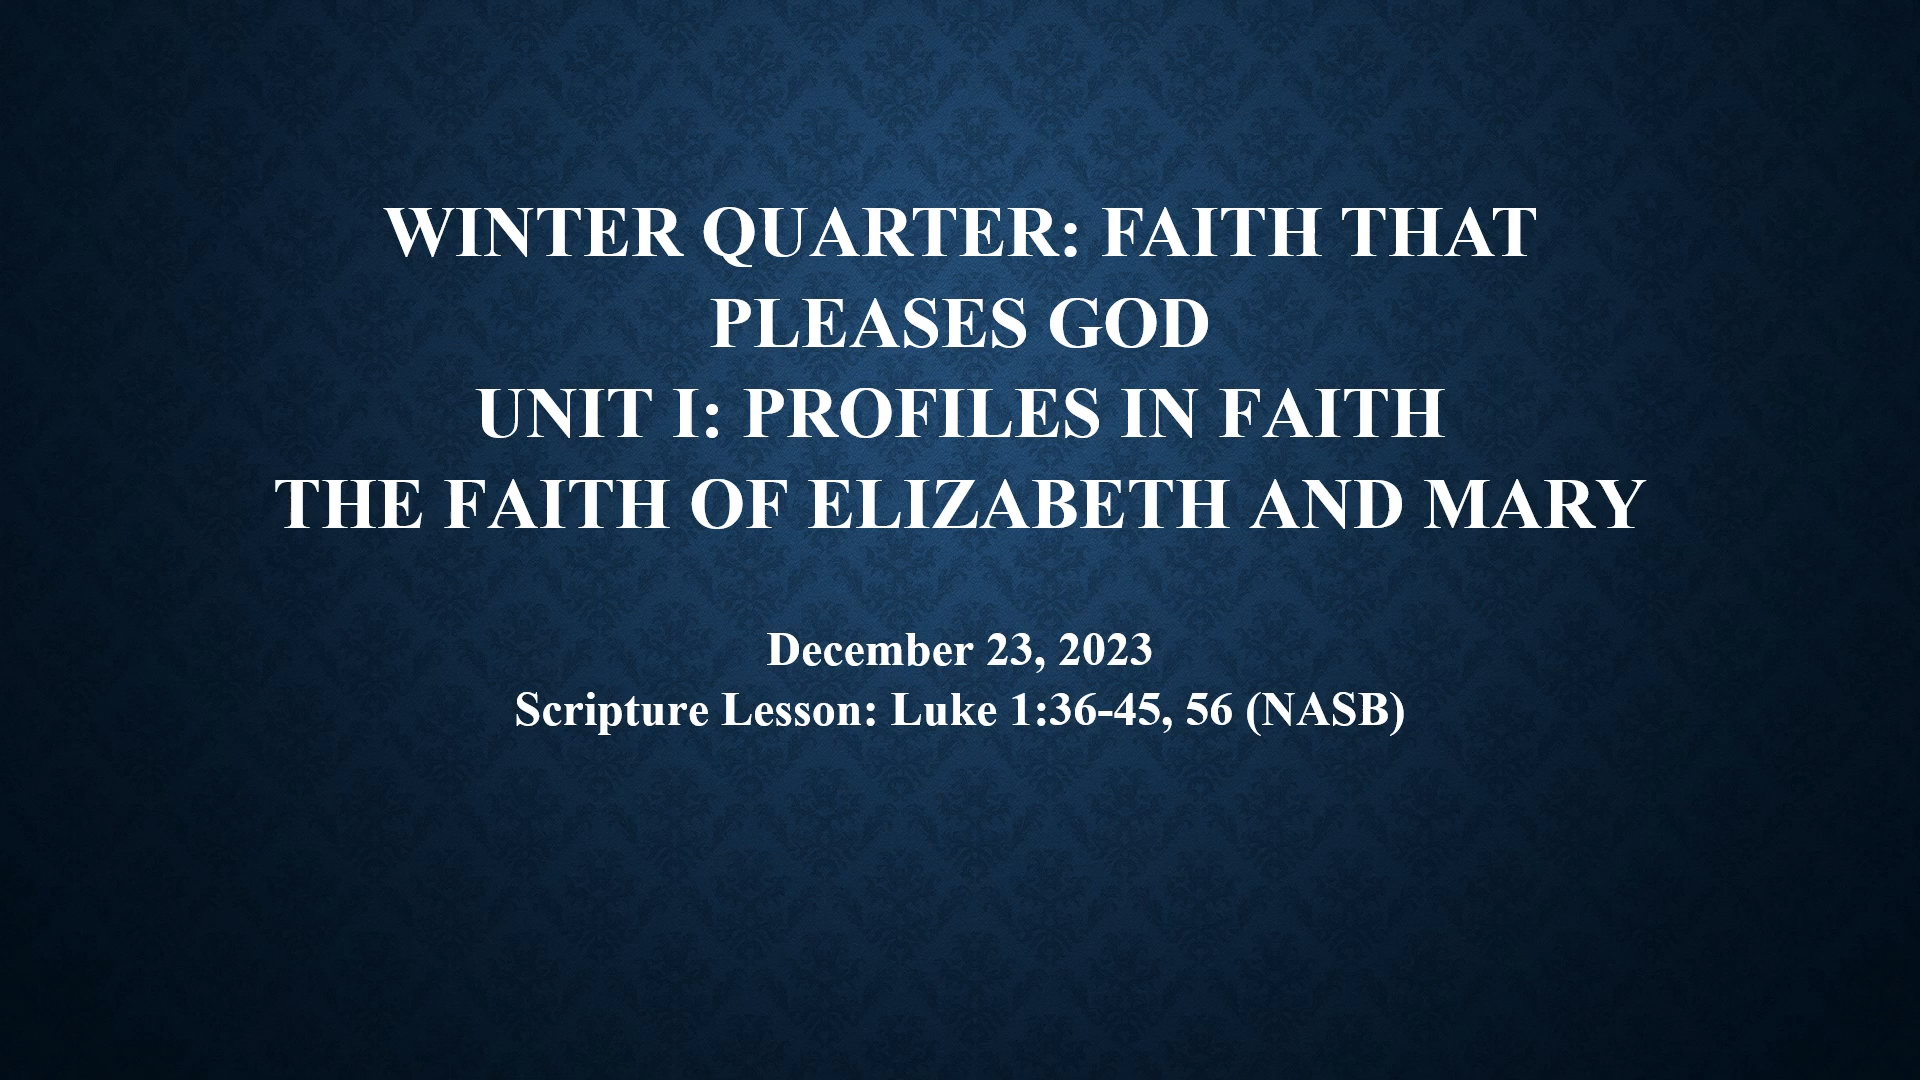 WINTER QUARTER: FAITH THAT
PLEASES GOD
UNIT I: PROFILES IN FAITH
THE FAITH OF ELIZABETH AND MARY
December 23, 2023
Scripture Lesson: Luke 1:36-45, 56 (NASB)